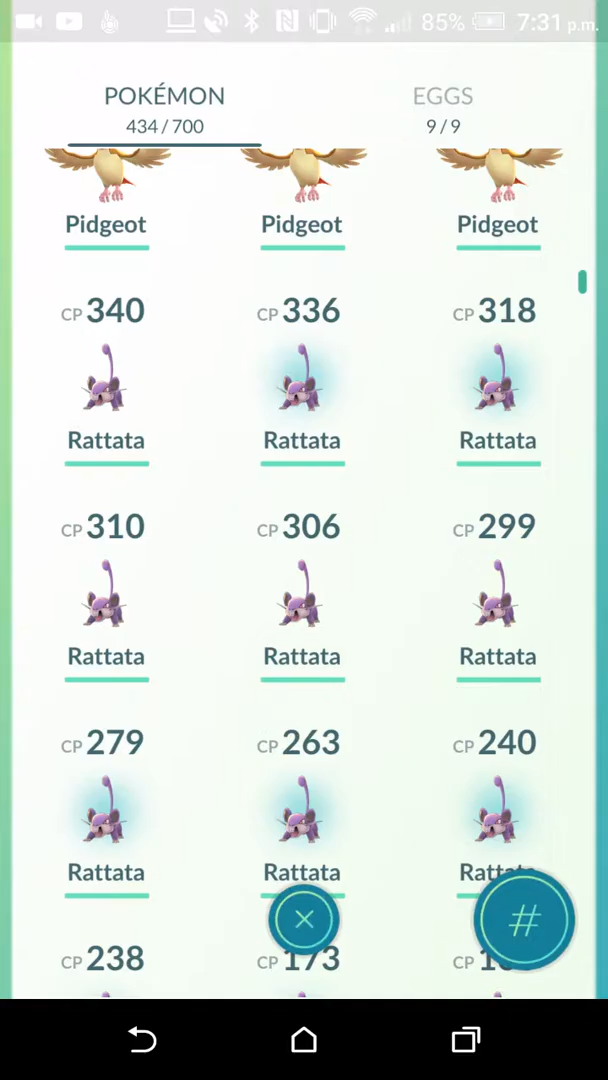 85% 7:31 p.m.
POKÉMON EGGS
434 / 700 9 / 9
Pidgeot Pidgeot Pidgeot
CP 340 CP 336 CP 318
Rattata Rattata Rattata
CP 310 CP 306 CP 299
Rattata Rattata Rattata
CP 279 CP 263 CP 240
Rattata Rattata Rattata
CP 238 CP 173 CP
#